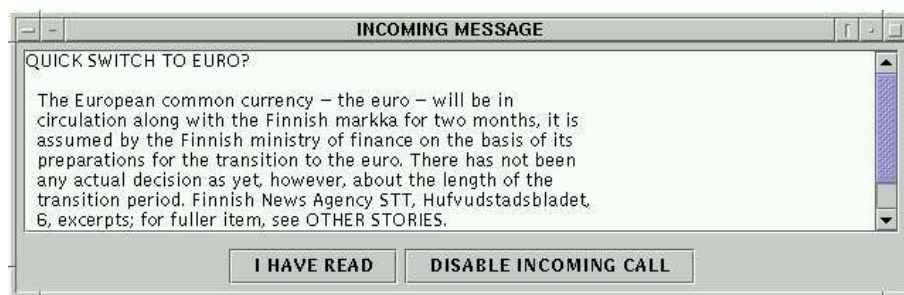 INCOMING MESSAGE
QUICK SWITCH TO EURO?
The European common currency – the euro – will be in
circulation along with the Finnish markka for two months, it is
assumed by the Finnish ministry of finance on the basis of its
preparations for the transition to the euro. There has not been
any actual decision as yet, however, about the length of the
transition period. Finnish News Agency STT, Hufvudstadsbladet,
6, excerpts; for fuller item, see OTHER STORIES.
I HAVE READ
DISABLE INCOMING CALL